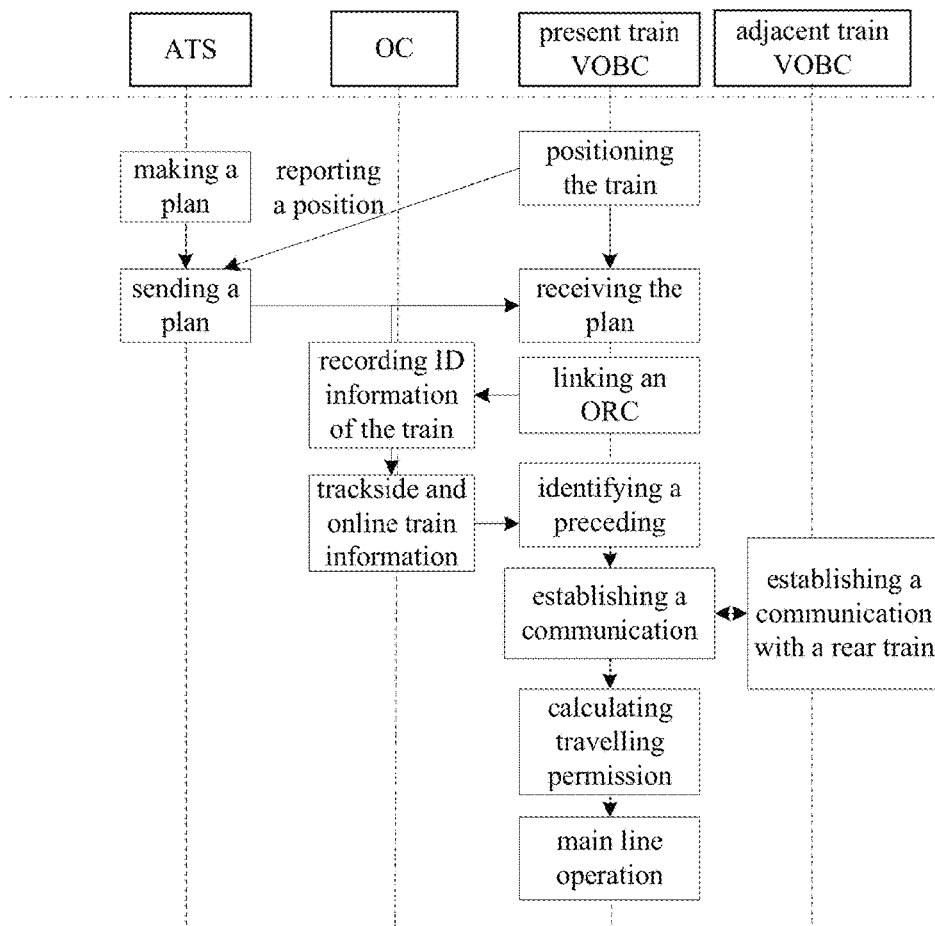 ATS
OC
present train
VOBC
adjacent train
VOBC
making a
plan
reporting
a position
positioning
the train
sending a
plan
receiving the
plan
recording ID
information
of the train
linking an
ORC
trackside and
online train
information
identifying a
preceding
establishing a
communication
establishing a
communication
with a rear train
calculating
travelling
permission
main line
operation